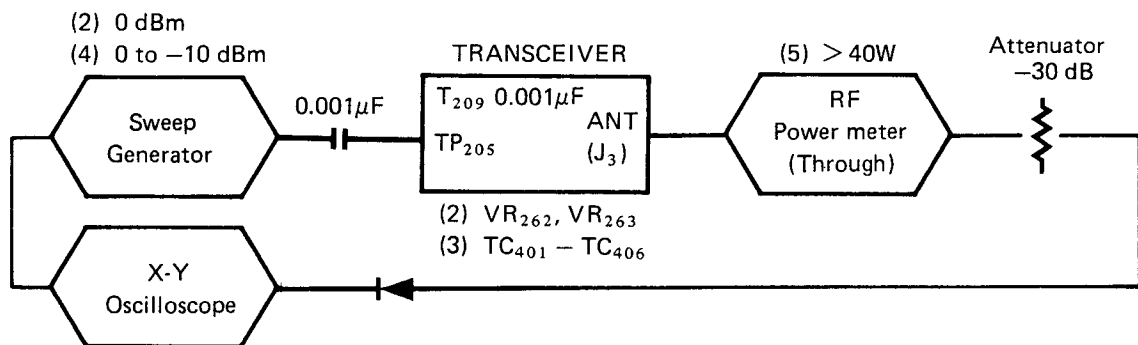 (2) 0 dBm
(4) 0 to −10 dBm
Sweep
Generator
0.001μF
TRANSCEIVER
T₂₀₉ 0.001μF
TP₂₀₅
ANT
(J₃)
(2) VR₂₆₂, VR₂₆₃
(3) TC₄₀₁ − TC₄₀₆
(5) > 40W
RF
Power meter
(Through)
Attenuator
−30 dB
X-Y
Oscilloscope